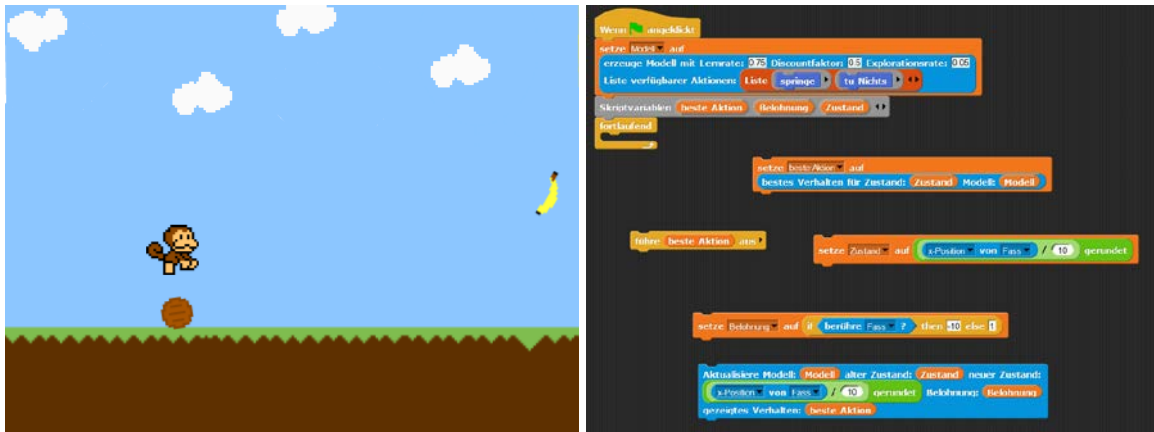 Wenn angeklickt
setze Modell auf
erzeuge Modell mit Lernrate: 0.75 Discountfaktor: 0.5 Explorationsrate: 0.05
Liste verfügbarer Aktionen: Liste springe tu Nichts
Skriptvariablen beste Aktion Belohnung Zustand
fortlaufend
setze beste Aktion auf
bestes Verhalten für Zustand: Zustand Modell: Modell
führe beste Aktion aus
setze Zustand auf x-Position von Fass / 10 gerundet
setze Belohnung auf if berühre Fass ? then -10 else 1
Aktualisiere Modell: Modell alter Zustand: Zustand neuer Zustand:
x-Position von Fass / 10 gerundet Belohnung: Belohnung
gezeigtes Verhalten: beste Aktion